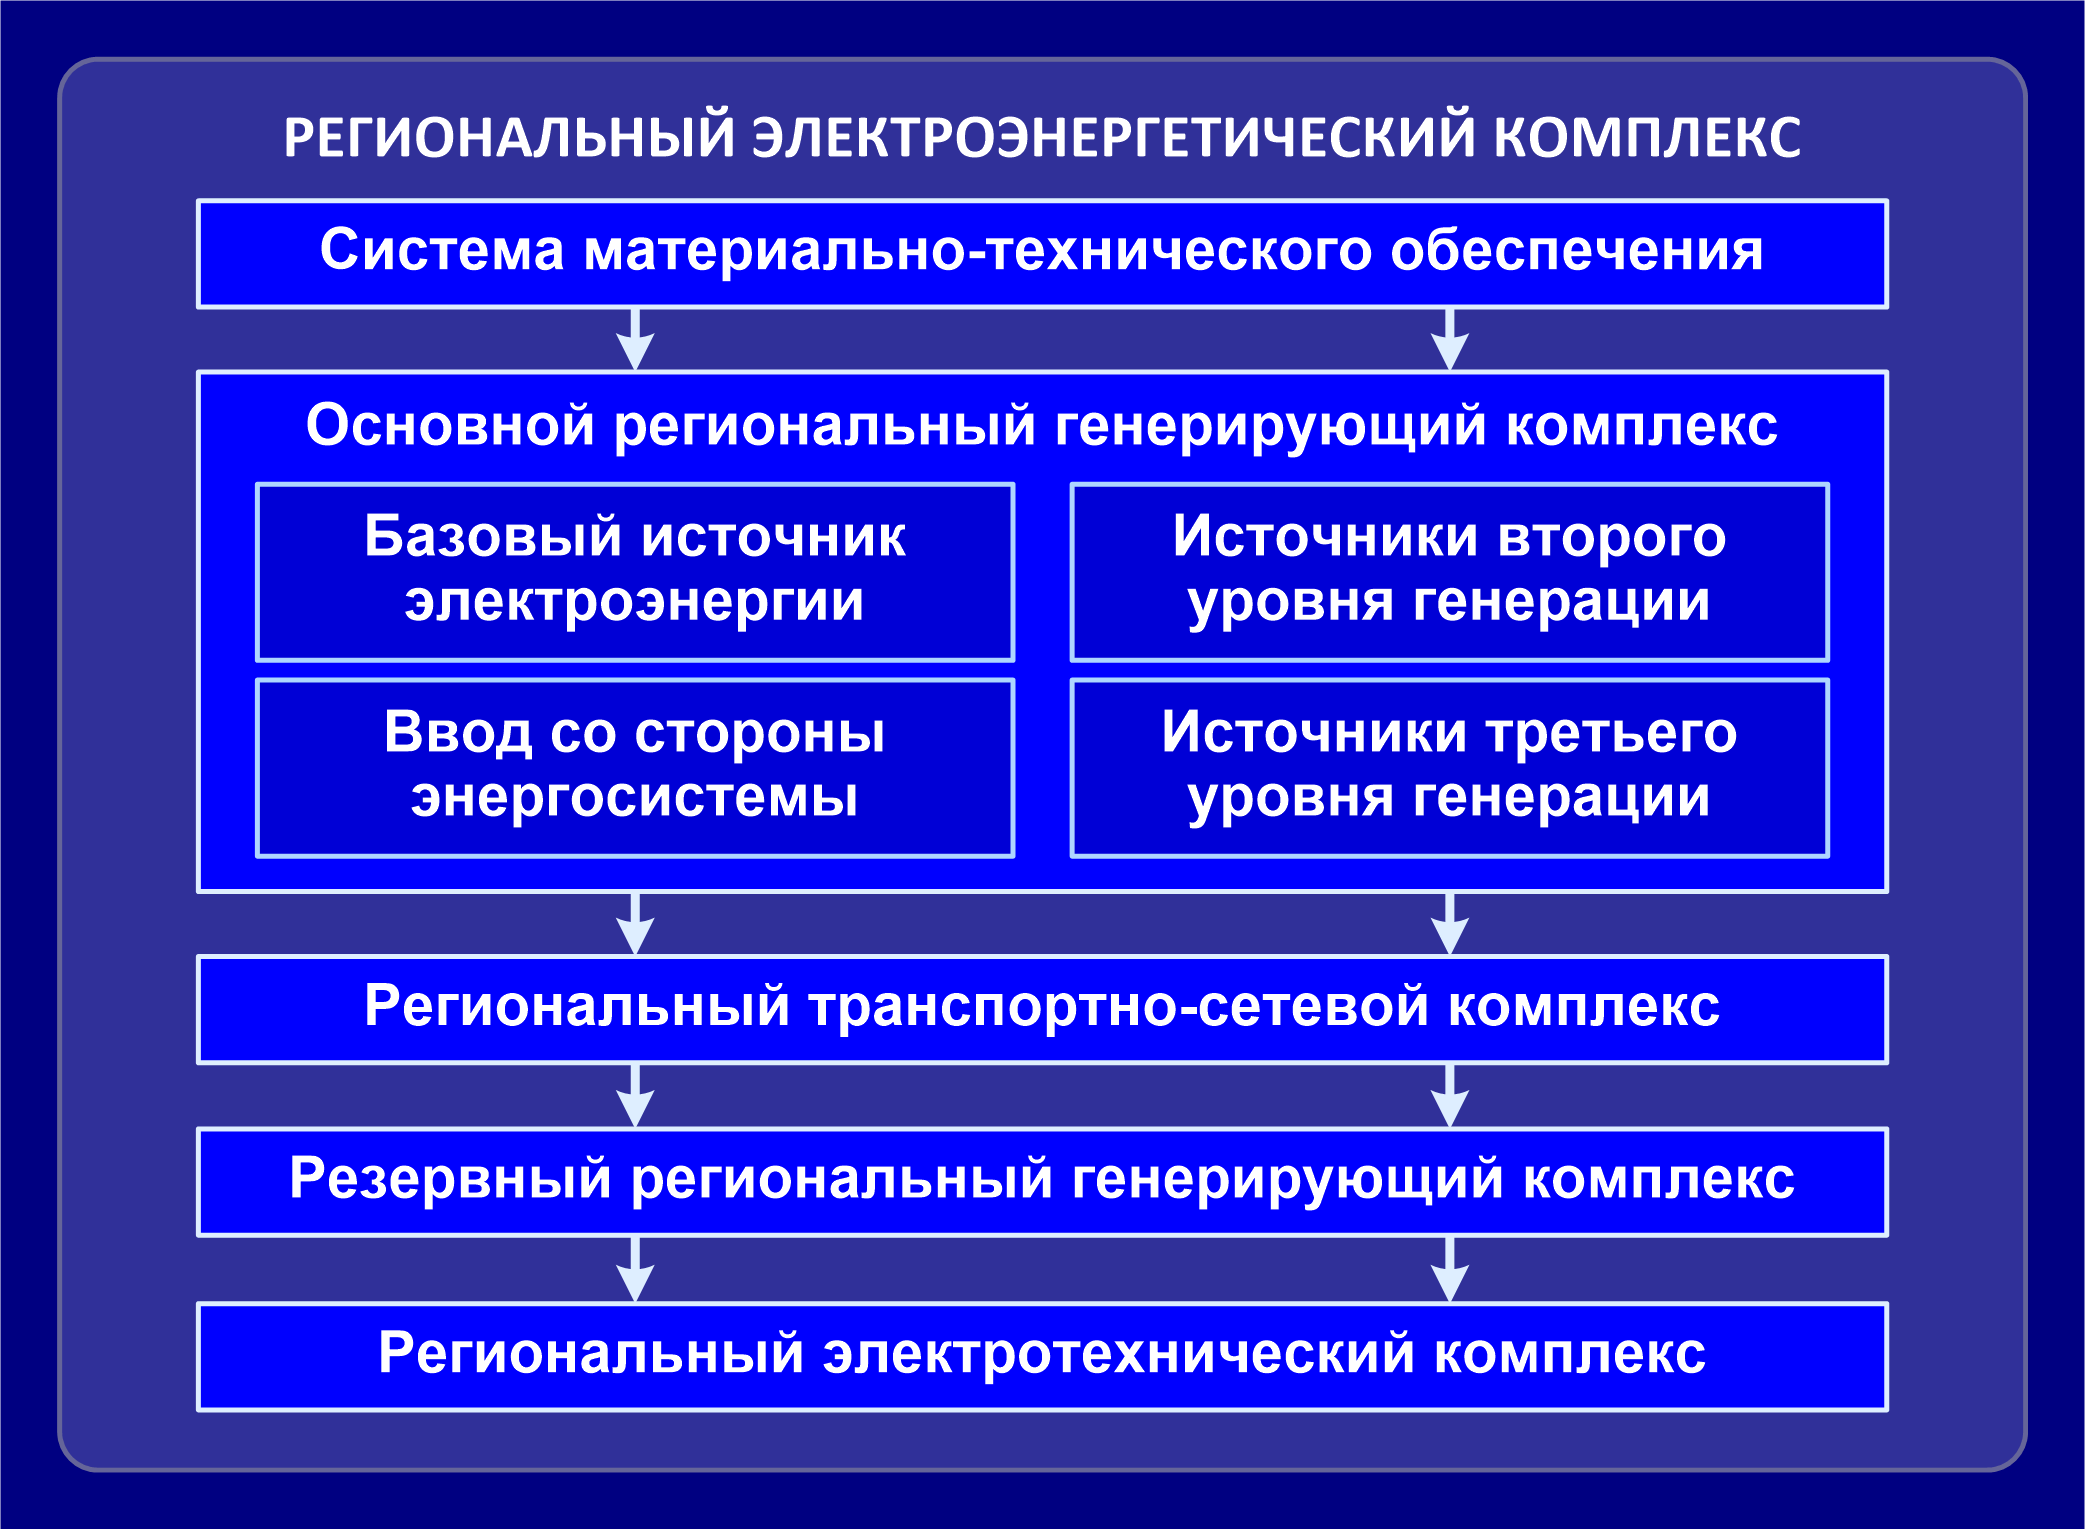 РЕГИОНАЛЬНЫЙ ЭЛЕКТРОЭНЕРГЕТИЧЕСКИЙ КОМПЛЕКС
Система материально-технического обеспечения
Основной региональный генерирующий комплекс
Базовый источник
электроэнергии
Источники второго
уровня генерации
Ввод со стороны
энергосистемы
Источники третьего
уровня генерации
Региональный транспортно-сетевой комплекс
Резервный региональный генерирующий комплекс
Региональный электротехнический комплекс